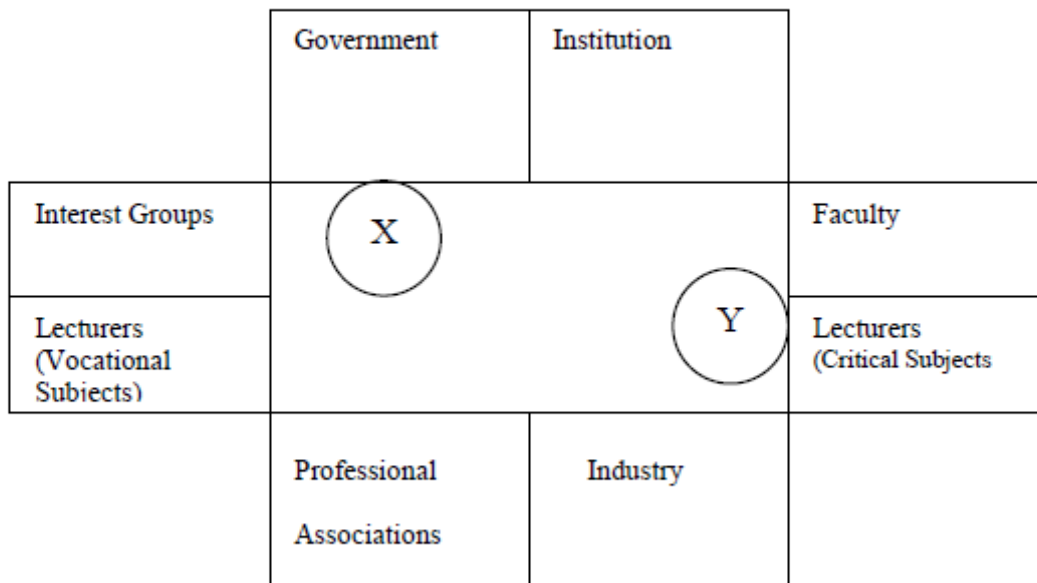 Government
Institution
Interest Groups
X
Faculty
Lecturers
(Vocational
Subjects)
Y
Lecturers
(Critical Subjects
Professional
Associations
Industry